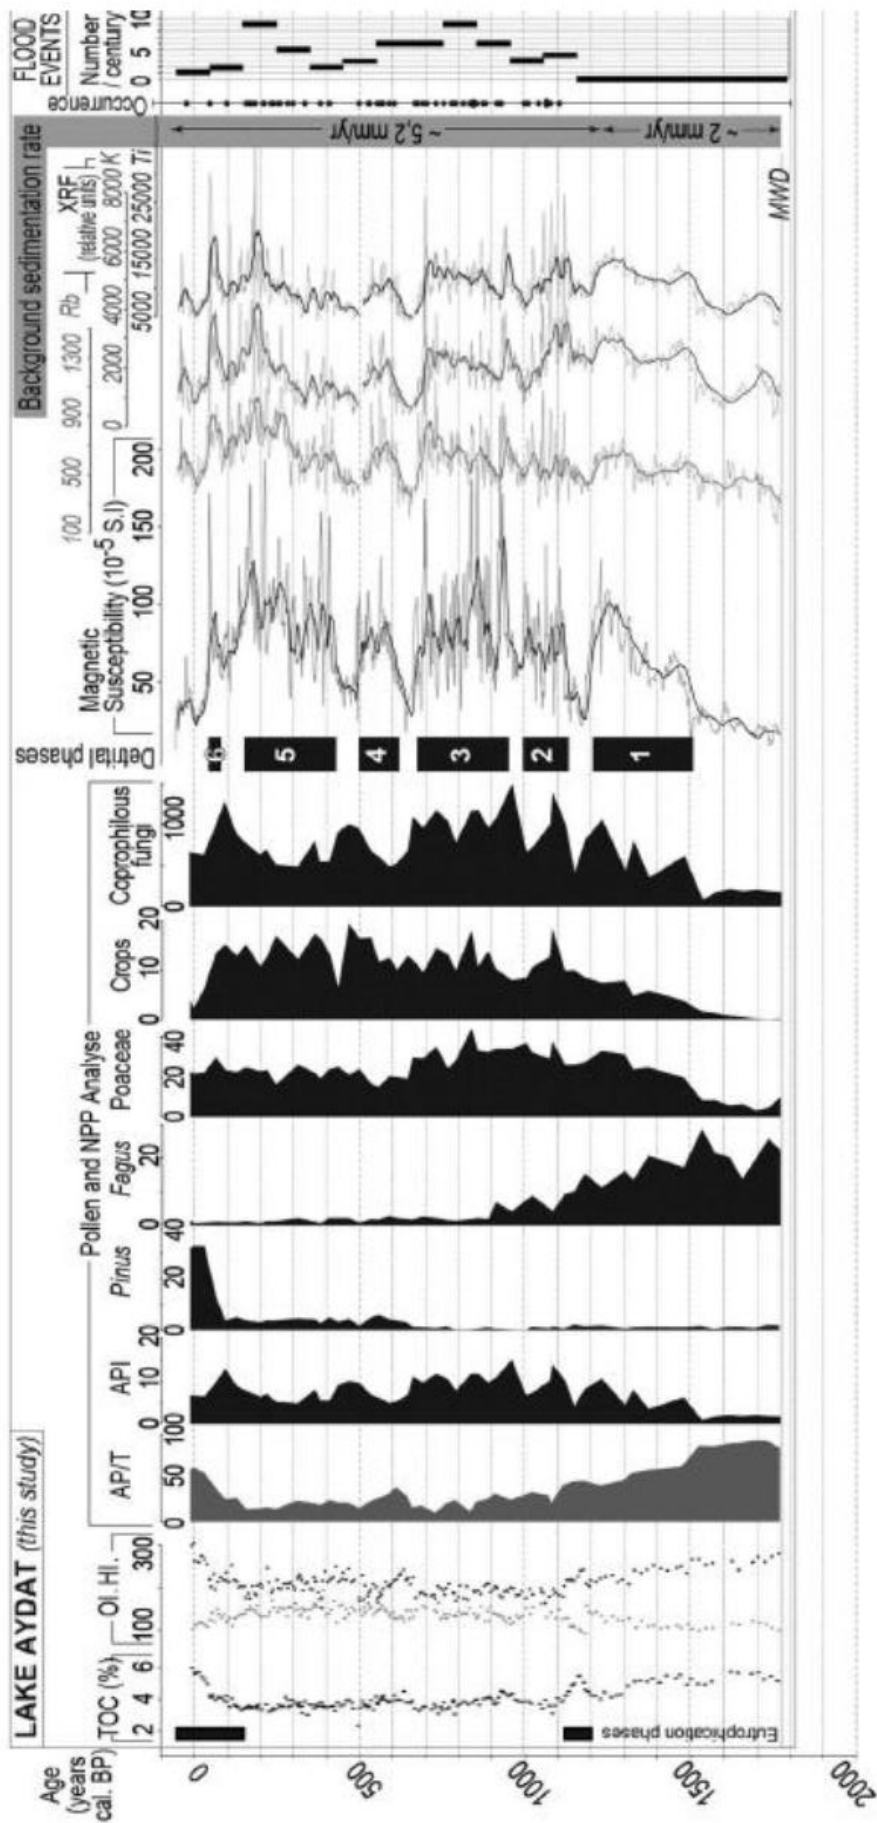 LAKE AYDAT (this study)
Age
(years
cal. BP)
0
500
1000
1500
2000
Eutrophication phases
TOC (%)
2 4 6
OI. HI.
100 300
Pollen and NPP Analyse
AP/T
0 50 100
API
0 10 20
Pinus
0 20 40
Fagus
0 20
Poaceae
0 20 40
Crops
0 10 20
Coprophilous
fungi
0 1000
Detrital phases
6 5 4 3 2 1
Magnetic
Susceptibility (10-5 S.I)
50 100 150 200
Background sedimentation rate
XRF
(relative units)
Rb
100 500 900 1300
K
0 2000 4000 6000 8000
Ti
5000 15000 25000
~ 5,2 mm/yr
~ 2 mm/yr
MWD
FLOOD
EVENTS
Occurrence
Number
/ century
0 5 10